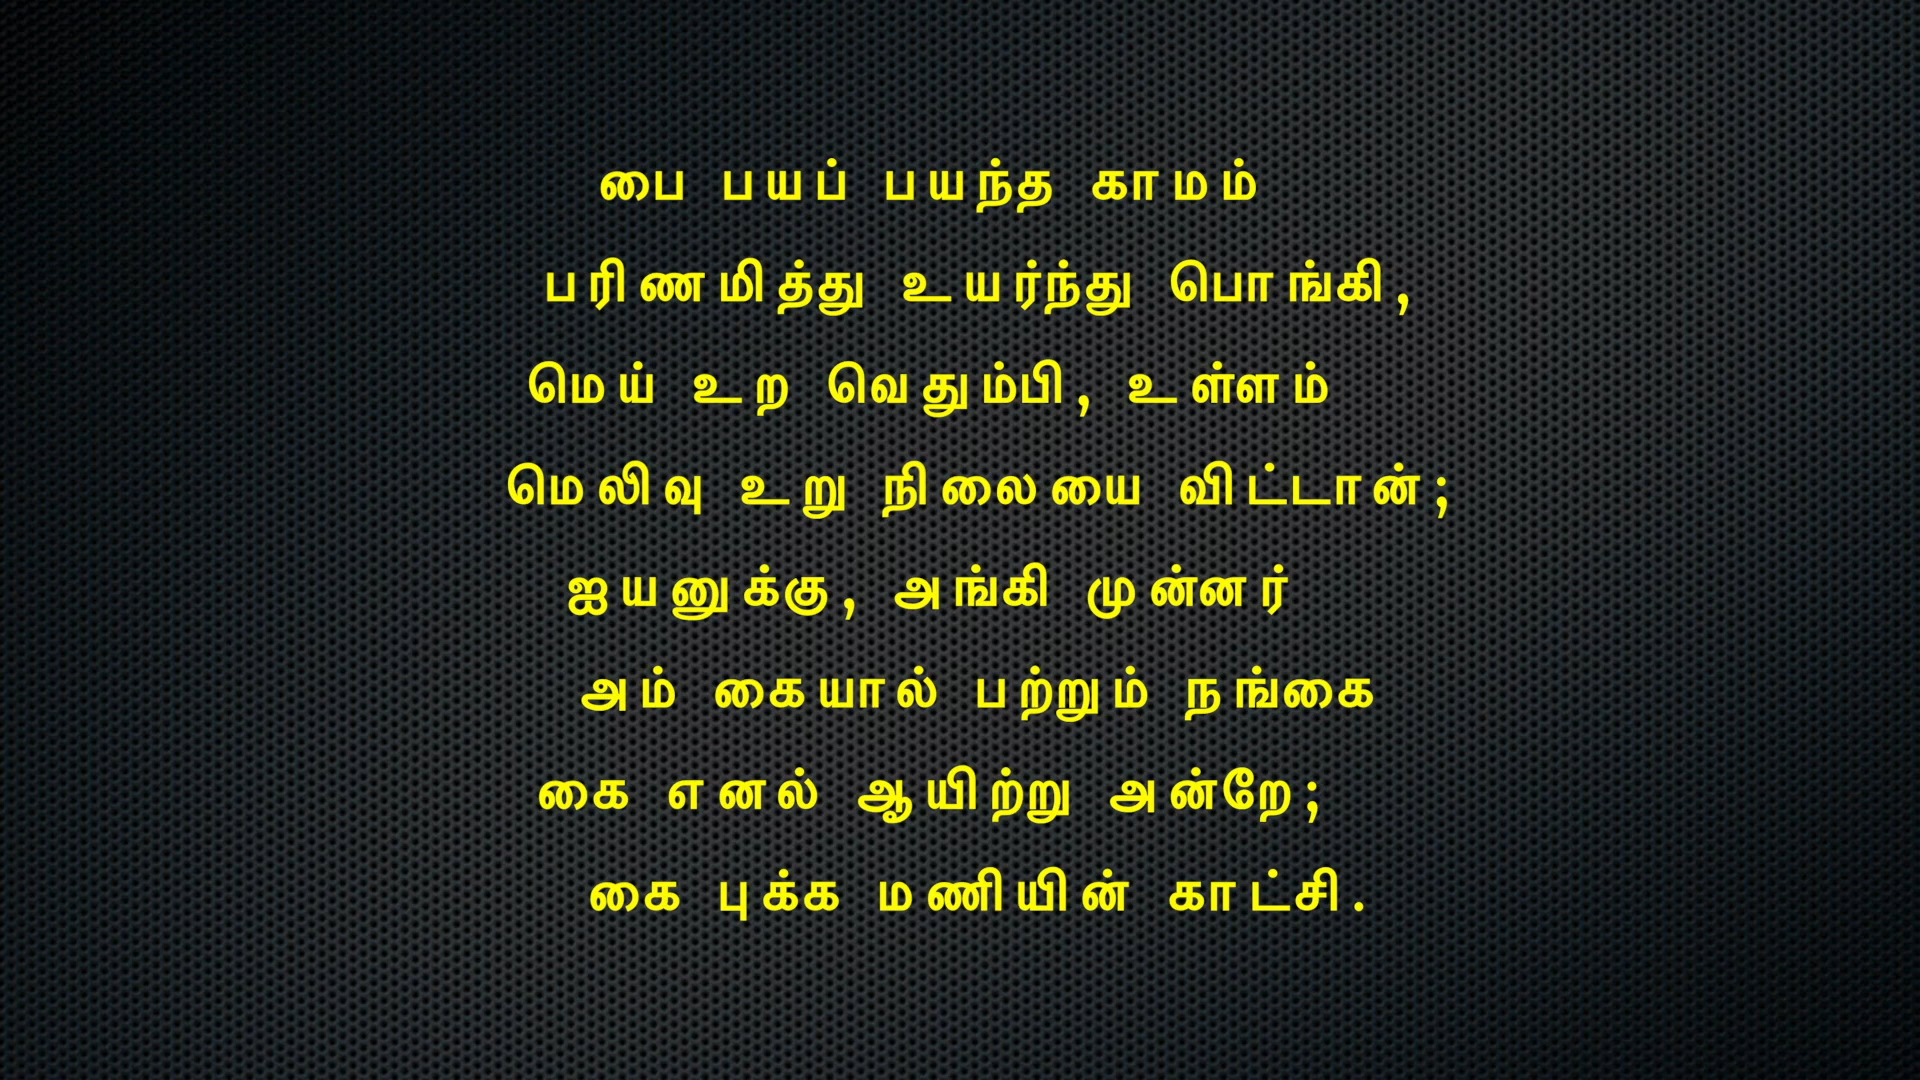 பை பயப் பயந்த காமம்
பரிணமித்து உயர்ந்து பொங்கி,
மெய் உற வெதும்பி, உள்ளம்
மெலிவு உறு நிலையை விட்டான்;
ஐயனுக்கு, அங்கி முன்னர்
அம் கையால் பற்றும் நங்கை
கை எனல் ஆயிற்று அன்றே;
கை புக்க மணியின் காட்சி.